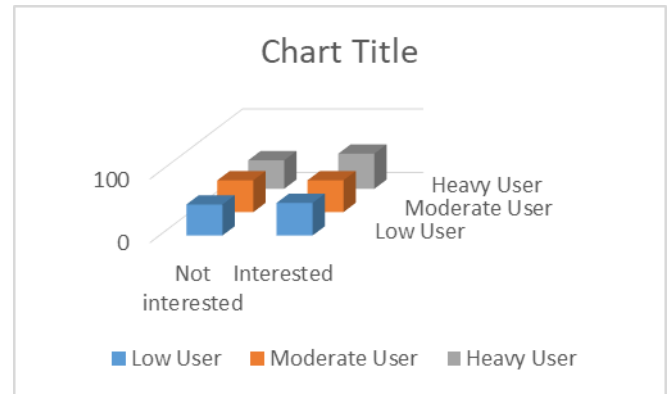 Chart Title
100
0
Heavy User
Moderate User
Low User
Not interested
Interested
Low User
Moderate User
Heavy User